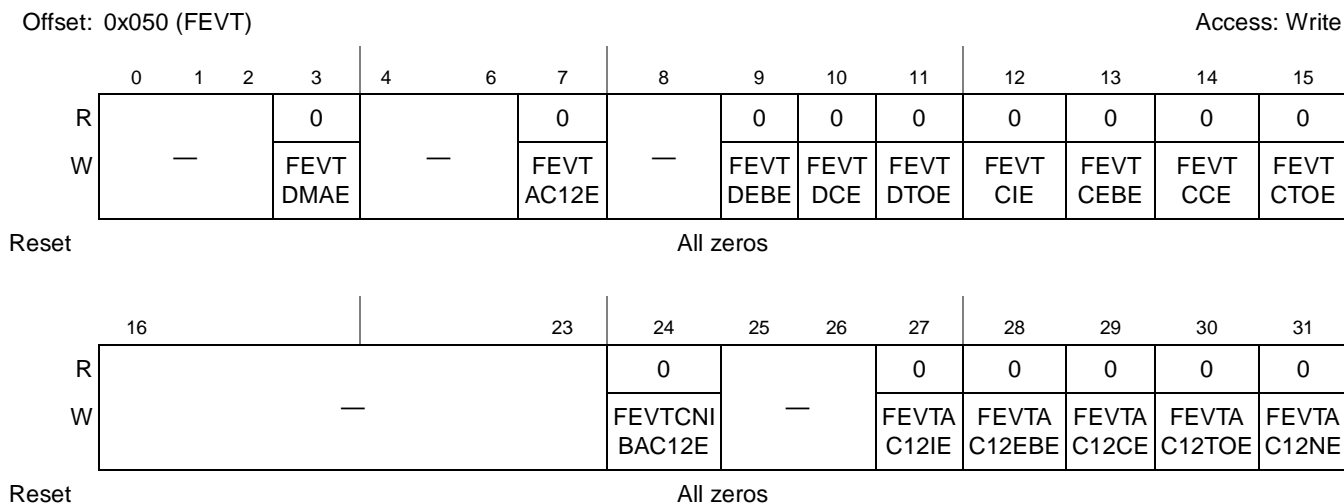 Offset: 0x050 (FEVT) Access: Write
0 1 2 3 4 6 7 8 9 10 11 12 13 14 15
R 0 0 0 0 0 0 0 0 0
W — FEVT DMAE — FEVT AC12E — FEVT DEBE FEVT DCE FEVT DTOE FEVT CIE FEVT CEBE FEVT CCE FEVT CTOE
Reset All zeros
16 23 24 25 26 27 28 29 30 31
R 0 0 0 0 0 0
W — FEVTCNI BAC12E — FEVTA C12IE FEVTA C12EBE FEVTA C12CE FEVTA C12TOE FEVTA C12NE
Reset All zeros